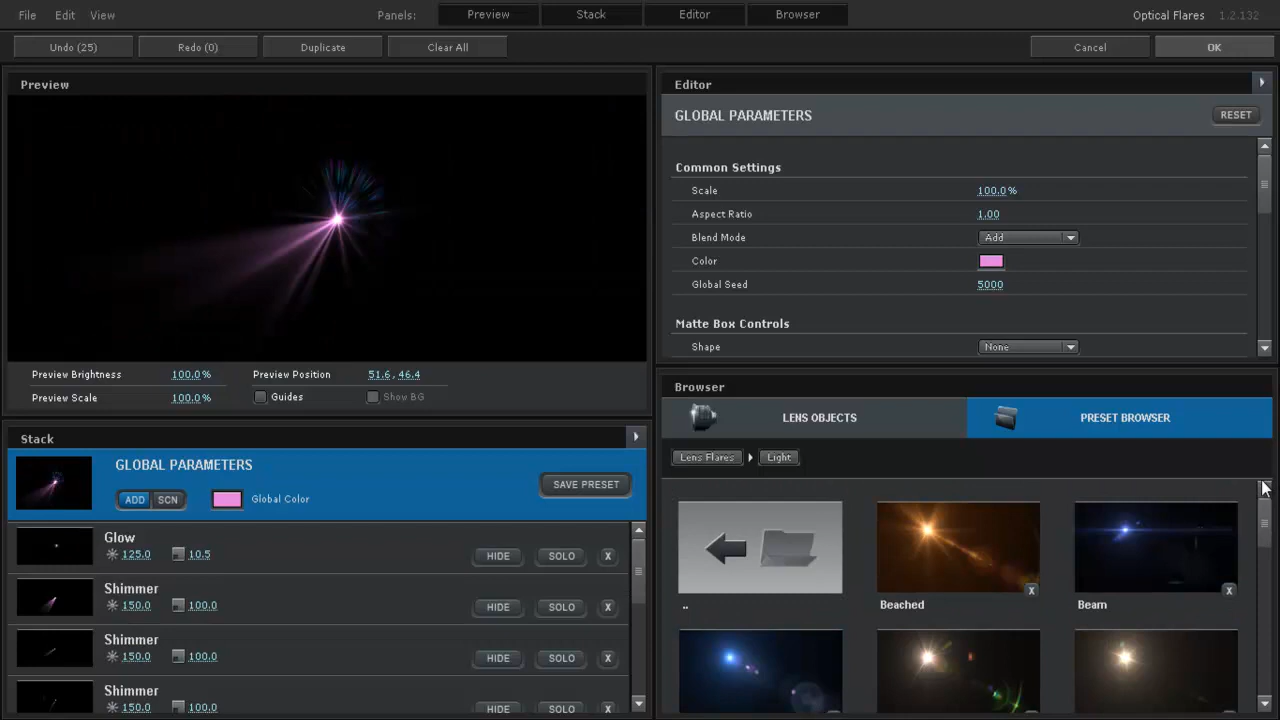 File Edit View Panels: Preview Stack Editor Browser Optical Flares 1.2.132
Undo (25) Redo (0) Duplicate Clear All Cancel OK
Preview
Preview Brightness 100.0% Preview Position 51.6, 46.4
Preview Scale 100.0% Guides Show BG
Stack
GLOBAL PARAMETERS
ADD SCN Global Color SAVE PRESET
Glow
125.0 10.5 HIDE SOLO X
Shimmer
150.0 100.0 HIDE SOLO X
Shimmer
150.0 100.0 HIDE SOLO X
Shimmer
150.0 100.0 HIDE SOLO X
Editor
GLOBAL PARAMETERS RESET
Common Settings
Scale 100.0%
Aspect Ratio 1.00
Blend Mode Add
Color
Global Seed 5000
Matte Box Controls
Shape None
Browser
LENS OBJECTS PRESET BROWSER
Lens Flares Light
X X
.. Beached Beam